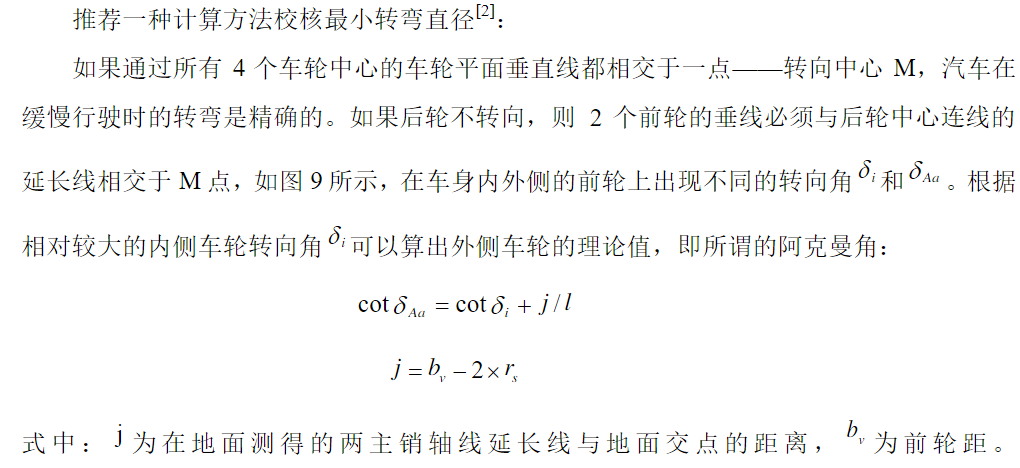 推荐一种计算方法校核最小转弯直径[2]：
如果通过所有 4 个车轮中心的车轮平面垂直线都相交于一点——转向中心 M，汽车在
缓慢行驶时的转弯是精确的。如果后轮不转向，则 2 个前轮的垂线必须与后轮中心连线的
延长线相交于 M 点，如图 9 所示，在车身内外侧的前轮上出现不同的转向角 δi 和 δAa 。根据
相对较大的内侧车轮转向角 δi 可以算出外侧车轮的理论值，即所谓的阿克曼角：
cot δAa = cot δi + j / l
j = bv − 2 × rs
式中： j 为在地面测得的两主销轴线延长线与地面交点的距离， bv 为前轮距。